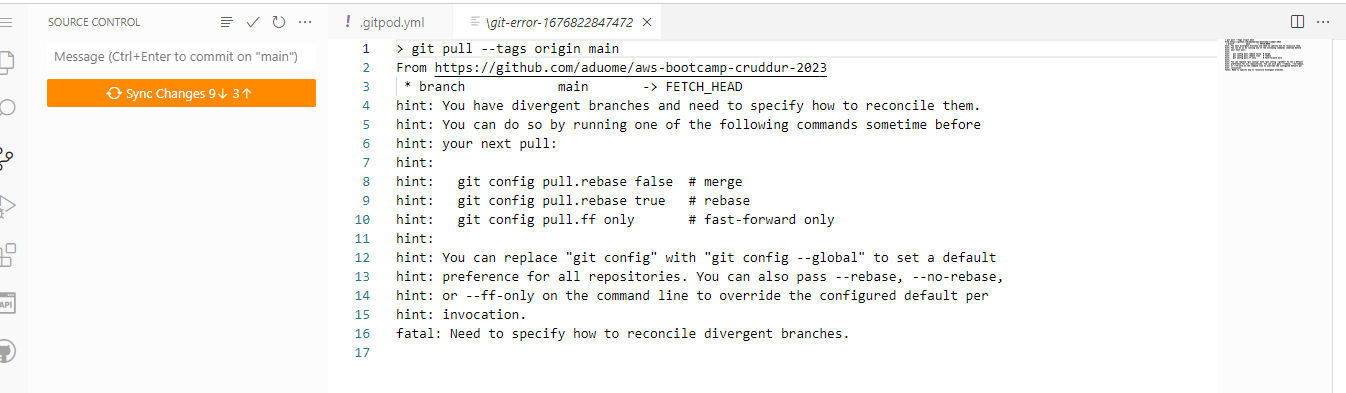 SOURCE CONTROL
Message (Ctrl+Enter to commit on "main")
Sync Changes 9↓ 3↑
! .gitpod.yml
\git-error-1676822847472
1 > git pull --tags origin main
2 From https://github.com/aduome/aws-bootcamp-cruddur-2023
3  * branch            main       -> FETCH_HEAD
4 hint: You have divergent branches and need to specify how to reconcile them.
5 hint: You can do so by running one of the following commands sometime before
6 hint: your next pull:
7 hint:
8 hint:   git config pull.rebase false  # merge
9 hint:   git config pull.rebase true   # rebase
10 hint:   git config pull.ff only       # fast-forward only
11 hint:
12 hint: You can replace "git config" with "git config --global" to set a default
13 hint: preference for all repositories. You can also pass --rebase, --no-rebase,
14 hint: or --ff-only on the command line to override the configured default per
15 hint: invocation.
16 fatal: Need to specify how to reconcile divergent branches.
17
API